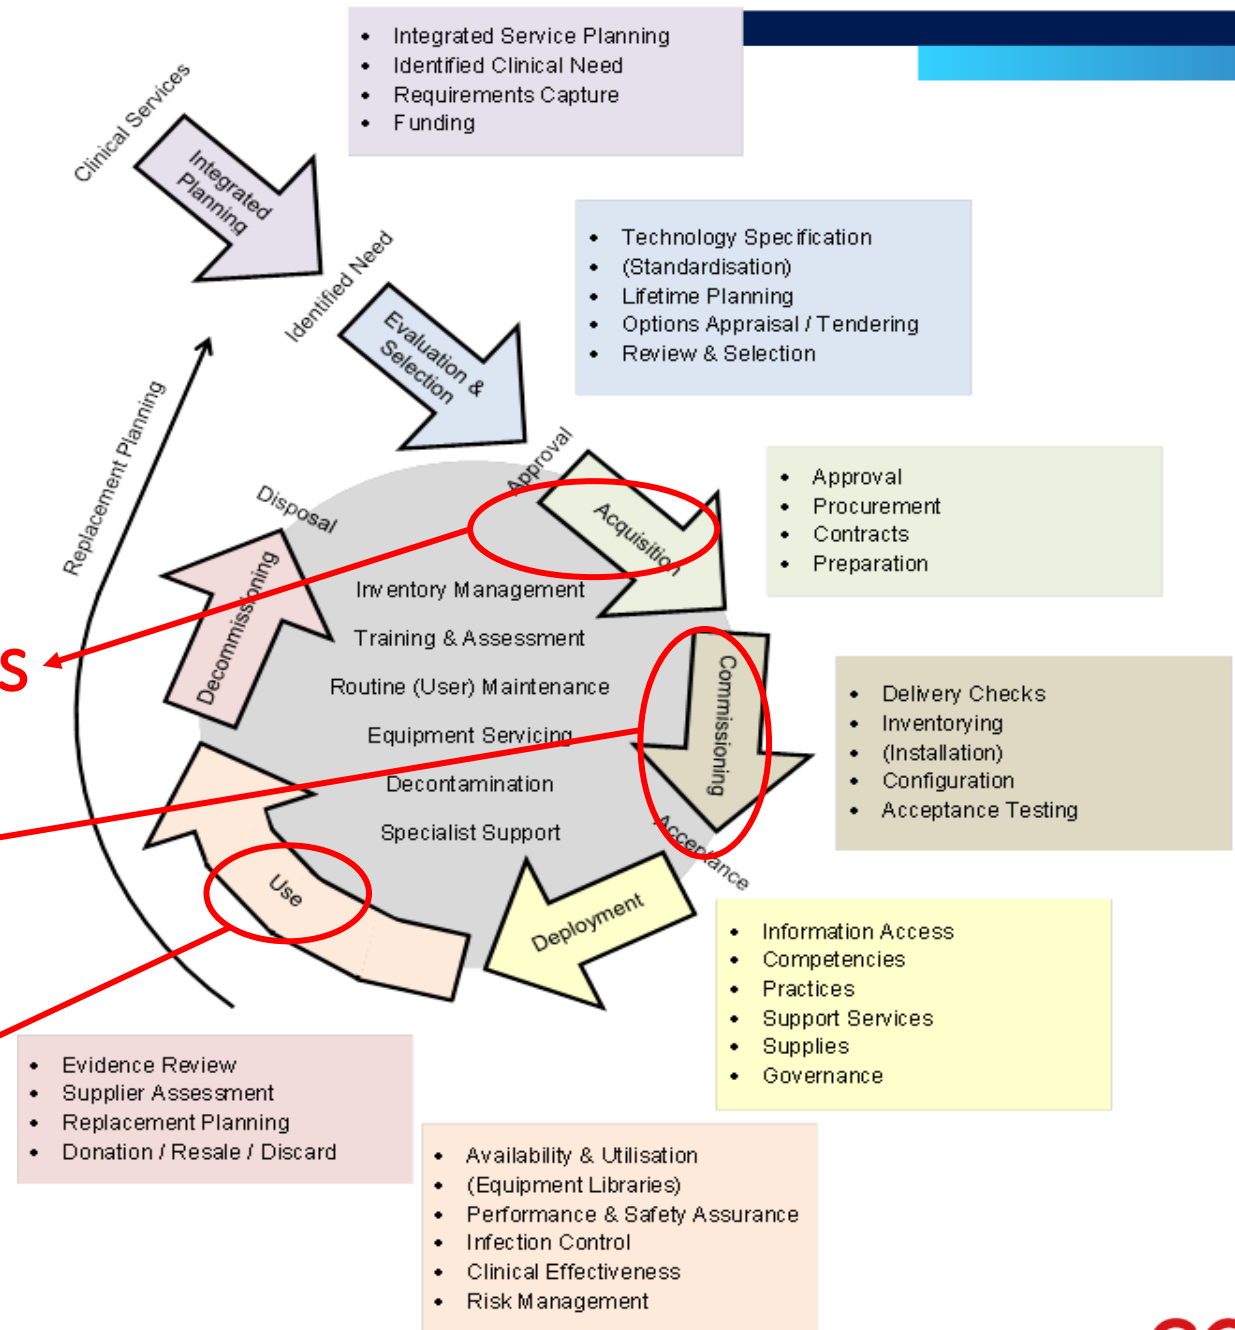 • Integrated Service Planning
• Identified Clinical Need
• Requirements Capture
• Funding
Clinical Services
Integrated
Planning
Identified Need
• Technology Specification
• (Standardisation)
• Lifetime Planning
• Options Appraisal / Tendering
• Review & Selection
Evaluation &
Selection
Replacement Planning
Approval
Acquisition
• Approval
• Procurement
• Contracts
• Preparation
Disposal
Decommissioning
Inventory Management
Training & Assessment
Routine (User) Maintenance
Equipment Servicing
Decontamination
Specialist Support
s
Commissioning
• Delivery Checks
• Inventorying
• (Installation)
• Configuration
• Acceptance Testing
Acceptance
Use
Deployment
• Information Access
• Competencies
• Practices
• Support Services
• Supplies
• Governance
• Evidence Review
• Supplier Assessment
• Replacement Planning
• Donation / Resale / Discard
• Availability & Utilisation
• (Equipment Libraries)
• Performance & Safety Assurance
• Infection Control
• Clinical Effectiveness
• Risk Management